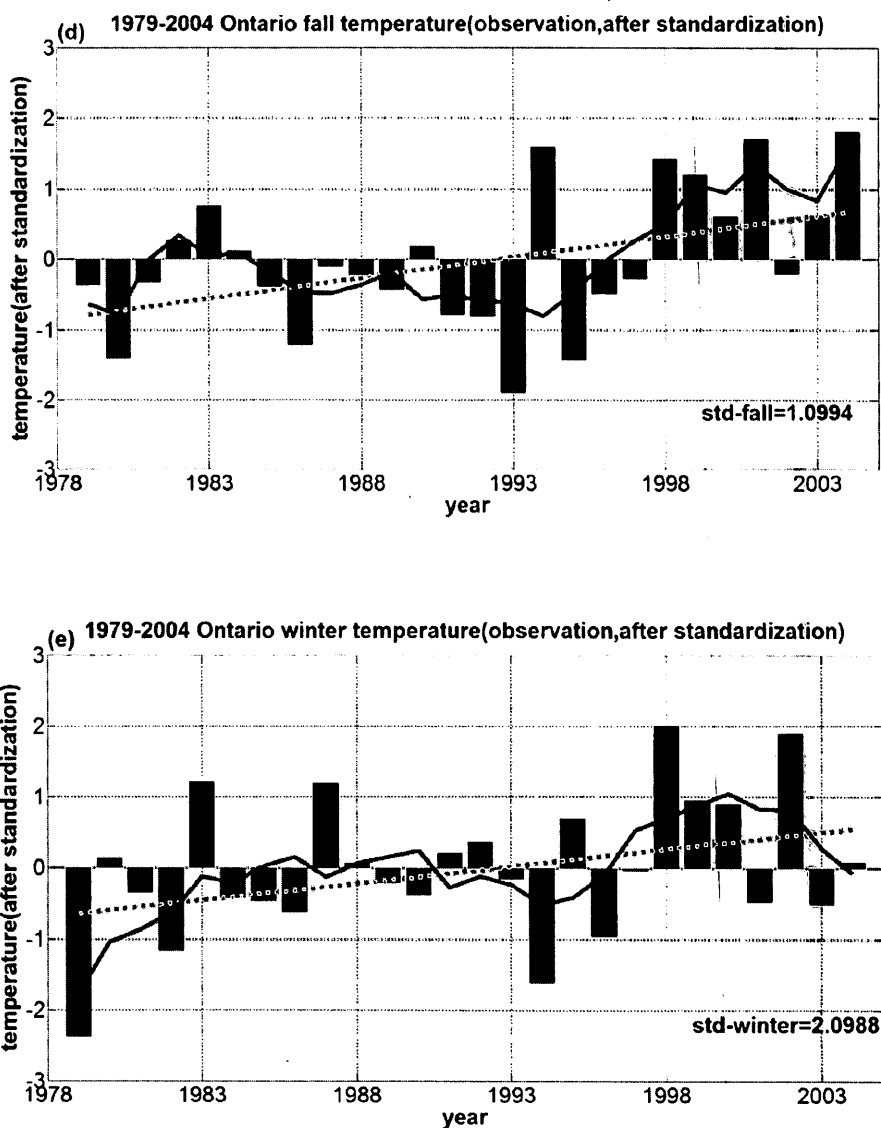 (d) 1979-2004 Ontario fall temperature(observation,after standardization)
temperature(after standardization)
3
2
1
0
-1
-2
-3
std-fall=1.0994
1978 1983 1988 1993 1998 2003
year
(e) 1979-2004 Ontario winter temperature(observation,after standardization)
temperature(after standardization)
3
2
1
0
-1
-2
-3
std-winter=2.0988
1978 1983 1988 1993 1998 2003
year